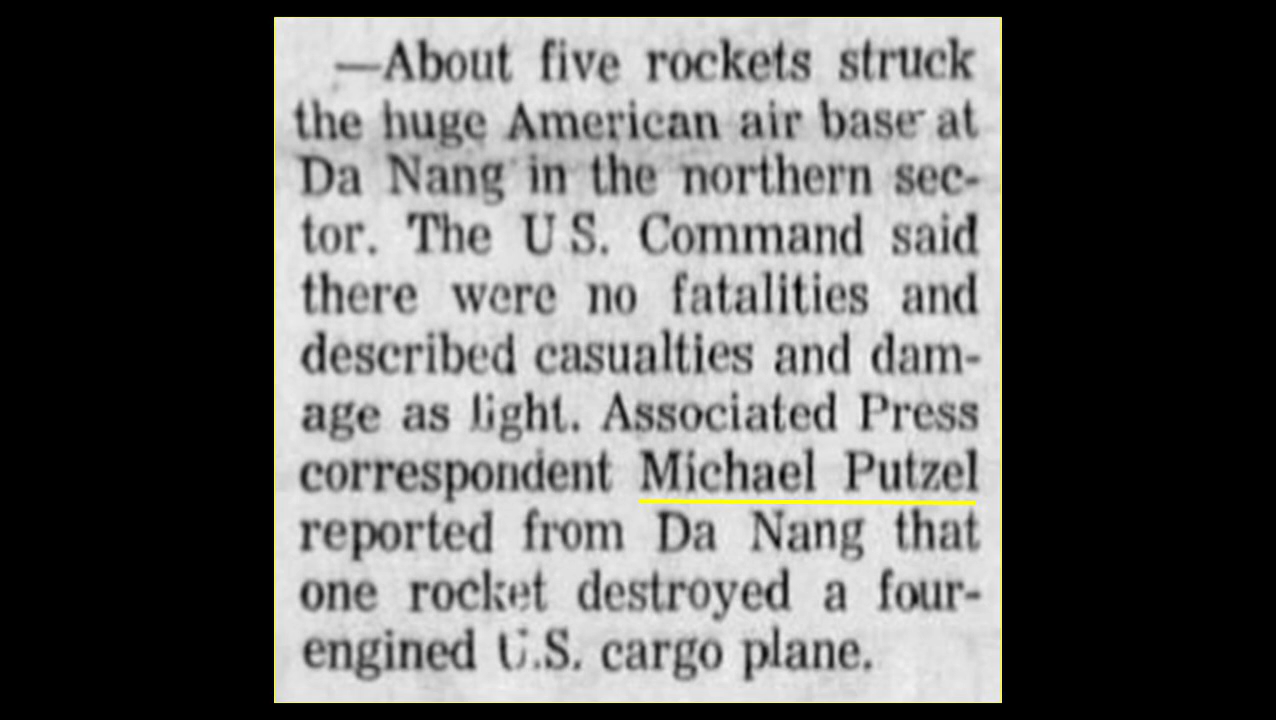 —About five rockets struck
the huge American air base at
Da Nang in the northern sec-
tor. The U S. Command said
there were no fatalities and
described casualties and dam-
age as light. Associated Press
correspondent Michael Putzel
reported from Da Nang that
one rocket destroyed a four-
engined U.S. cargo plane.